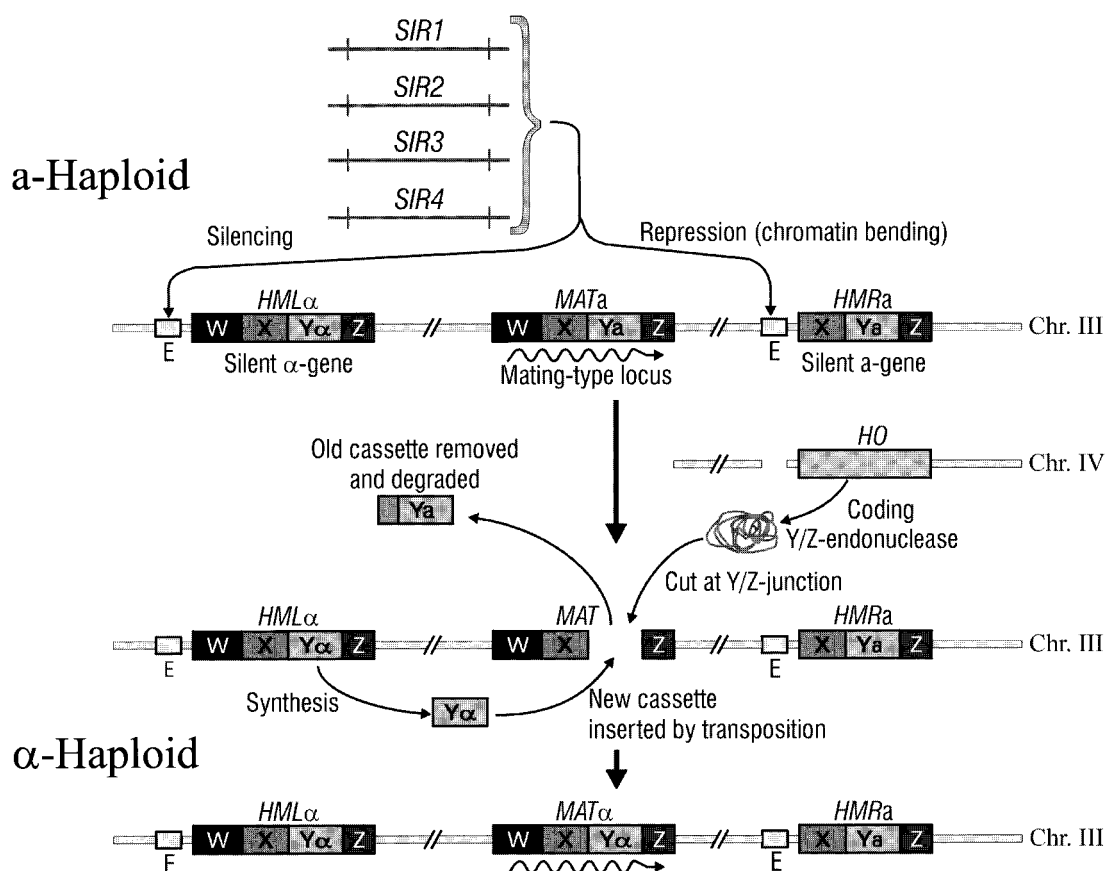 SIR1
SIR2
SIR3
SIR4
a-Haploid
Silencing
Repression (chromatin bending)
HMLα
MATa
HMRa
W X Yα Z
W X Ya Z
X Ya Z
Chr. III
E
E
Silent α-gene
Mating-type locus
Silent a-gene
HO
Chr. IV
Old cassette removed
and degraded
Ya
Coding
Y/Z-endonuclease
Cut at Y/Z-junction
HMLα
MAT
HMRa
W X Yα Z
W X
Z
X Ya Z
Chr. III
E
E
Synthesis
Yα
New cassette
inserted by transposition
α-Haploid
HMLα
MATα
HMRa
W X Yα Z
W X Yα Z
X Ya Z
Chr. III
E
E